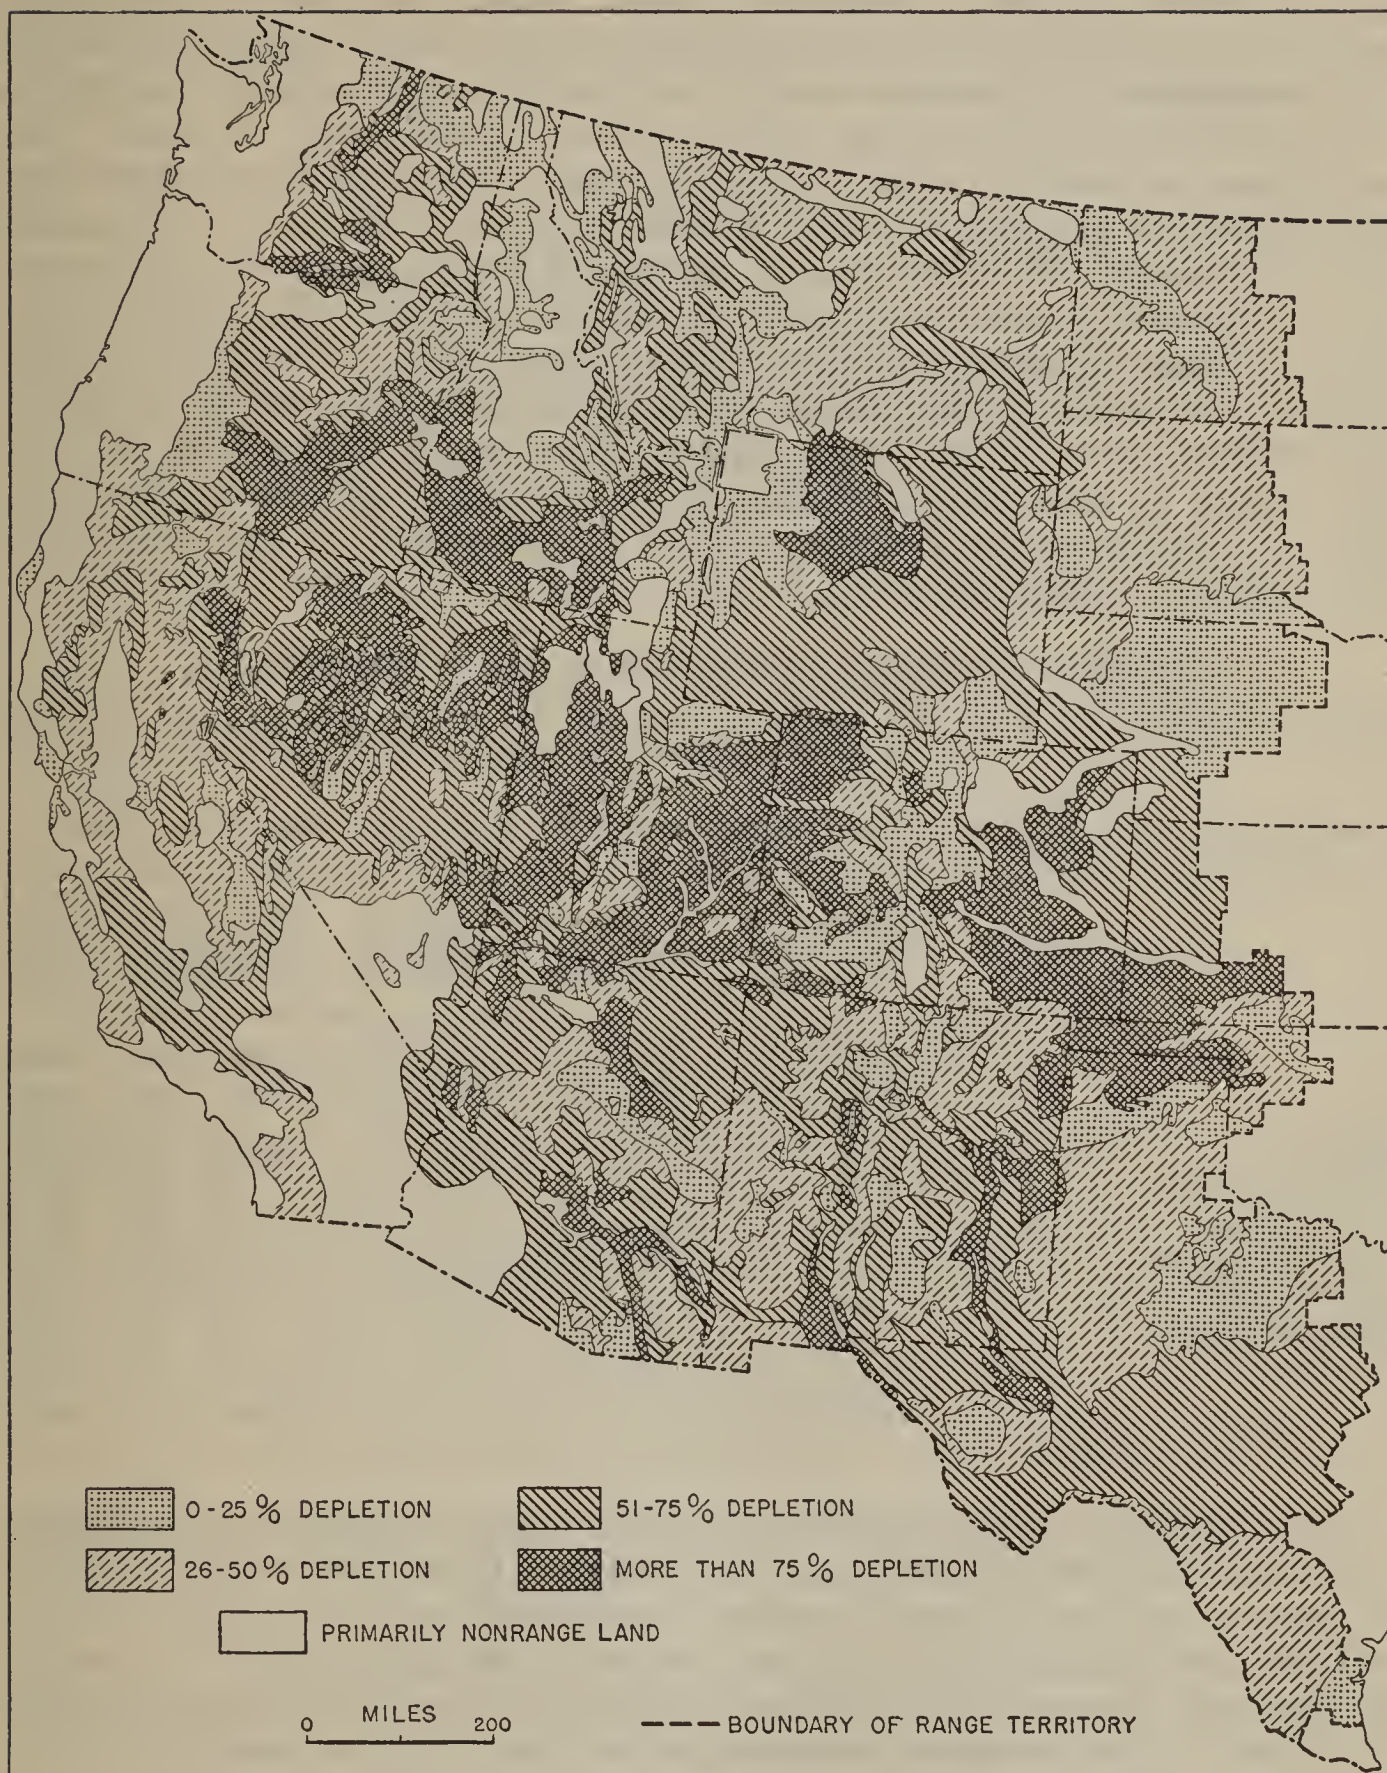 0-25% DEPLETION
51-75% DEPLETION
26-50% DEPLETION
MORE THAN 75% DEPLETION
PRIMARILY NONRANGE LAND
MILES
0 200
BOUNDARY OF RANGE TERRITORY